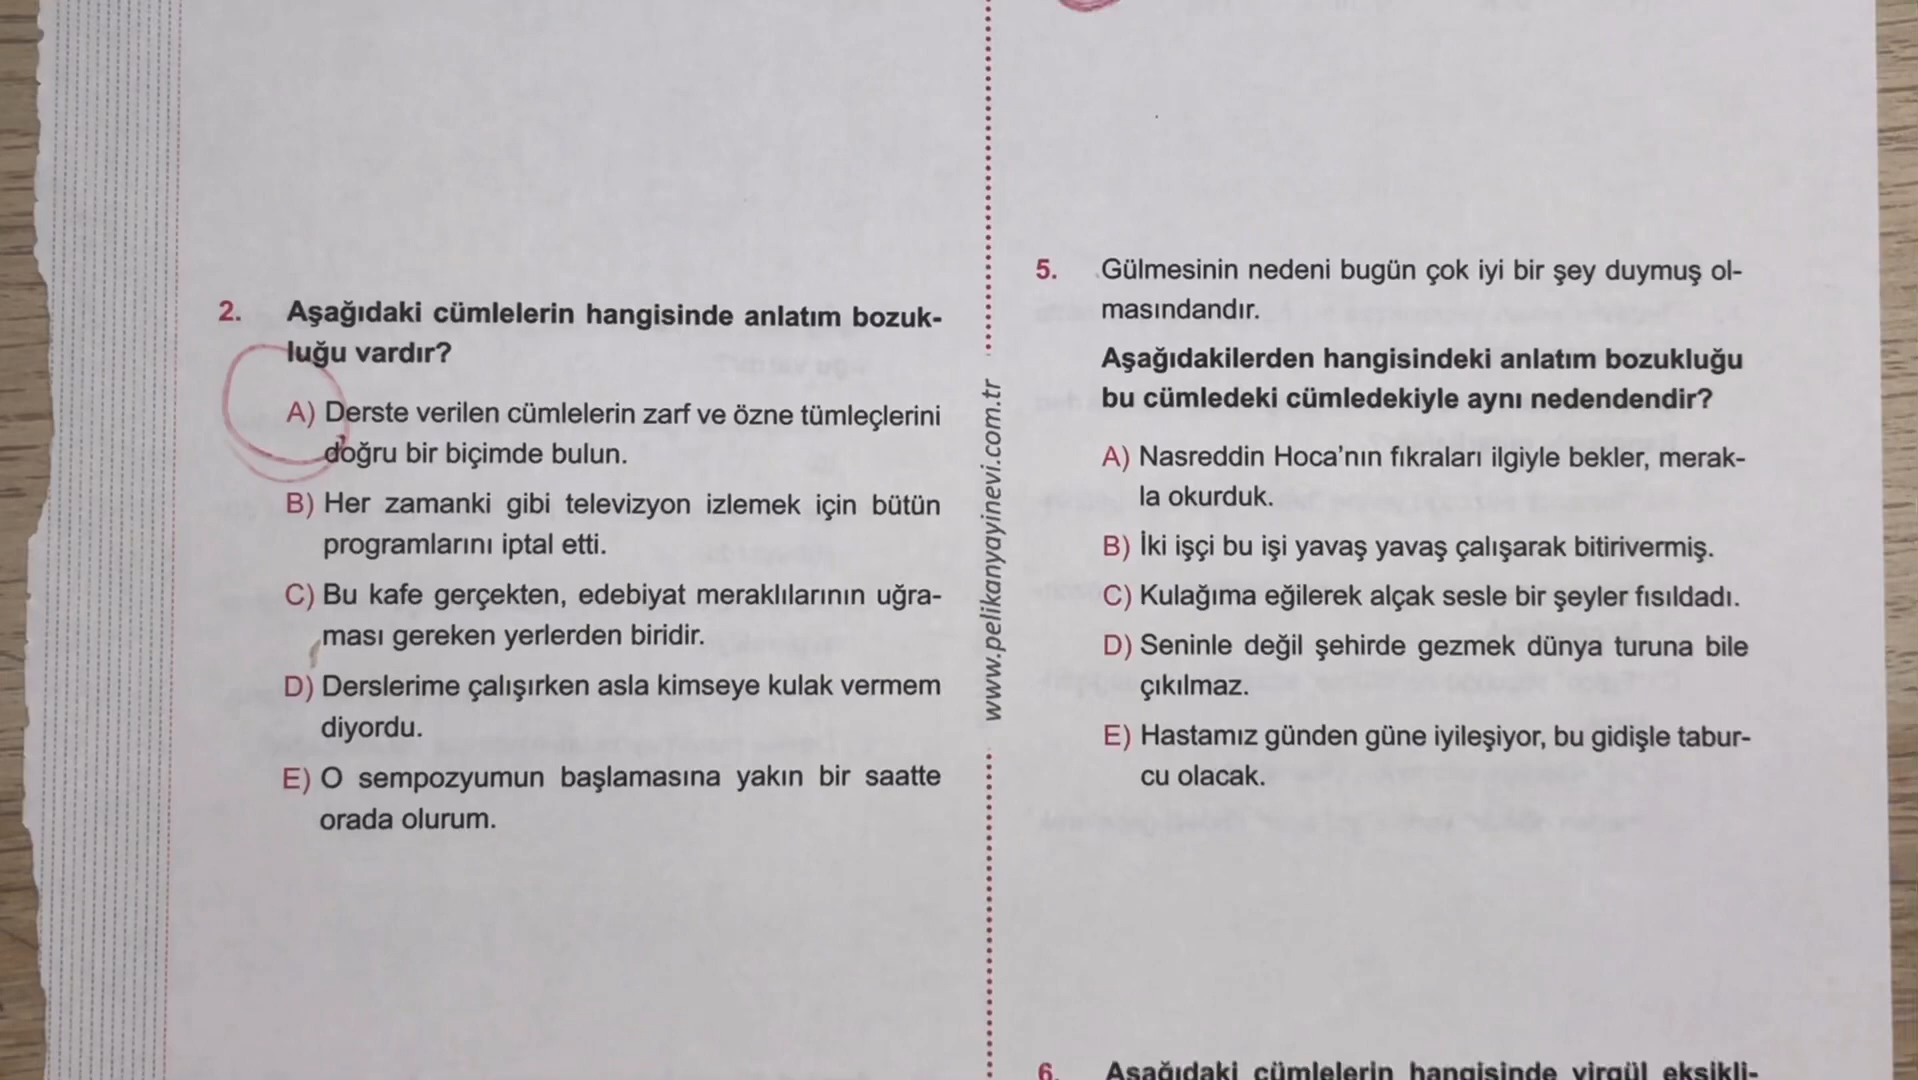 2. Aşağıdaki cümlelerin hangisinde anlatım bozuk-
luğu vardır?
A) Derste verilen cümlelerin zarf ve özne tümleçlerini
doğru bir biçimde bulun.
B) Her zamanki gibi televizyon izlemek için bütün
programlarını iptal etti.
C) Bu kafe gerçekten, edebiyat meraklılarının uğra-
ması gereken yerlerden biridir.
D) Derslerime çalışırken asla kimseye kulak vermem
diyordu.
E) O sempozyumun başlamasına yakın bir saatte
orada olurum.
www.pelikanyayinevi.com.tr
5. Gülmesinin nedeni bugün çok iyi bir şey duymuş ol-
masındandır.
Aşağıdakilerden hangisindeki anlatım bozukluğu
bu cümledeki cümledekiyle aynı nedendendir?
A) Nasreddin Hoca'nın fıkraları ilgiyle bekler, merak-
la okurduk.
B) İki işçi bu işi yavaş yavaş çalışarak bitirivermiş.
C) Kulağıma eğilerek alçak sesle bir şeyler fısıldadı.
D) Seninle değil şehirde gezmek dünya turuna bile
çıkılmaz.
E) Hastamız günden güne iyileşiyor, bu gidişle tabur-
cu olacak.
6. Aşağıdaki cümlelerin hangisinde virgül eksikli-